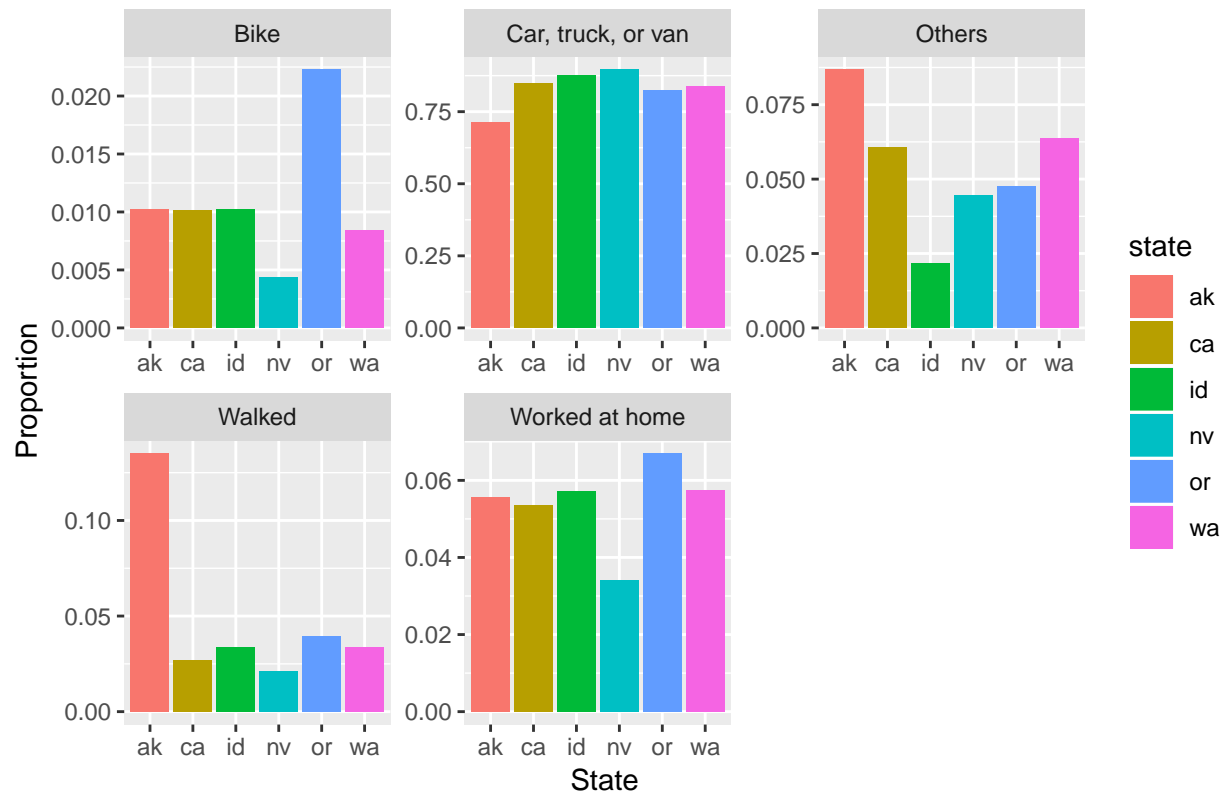 Bike
Car, truck, or van
Others
0.020
0.015
0.010
0.005
0.000
0.75
0.50
0.25
0.00
0.075
0.050
0.025
0.000
ak ca id nv or wa
ak ca id nv or wa
ak ca id nv or wa
Proportion
Walked
Worked at home
0.10
0.05
0.00
0.06
0.04
0.02
0.00
ak ca id nv or wa
ak ca id nv or wa
State
state
ak
ca
id
nv
or
wa